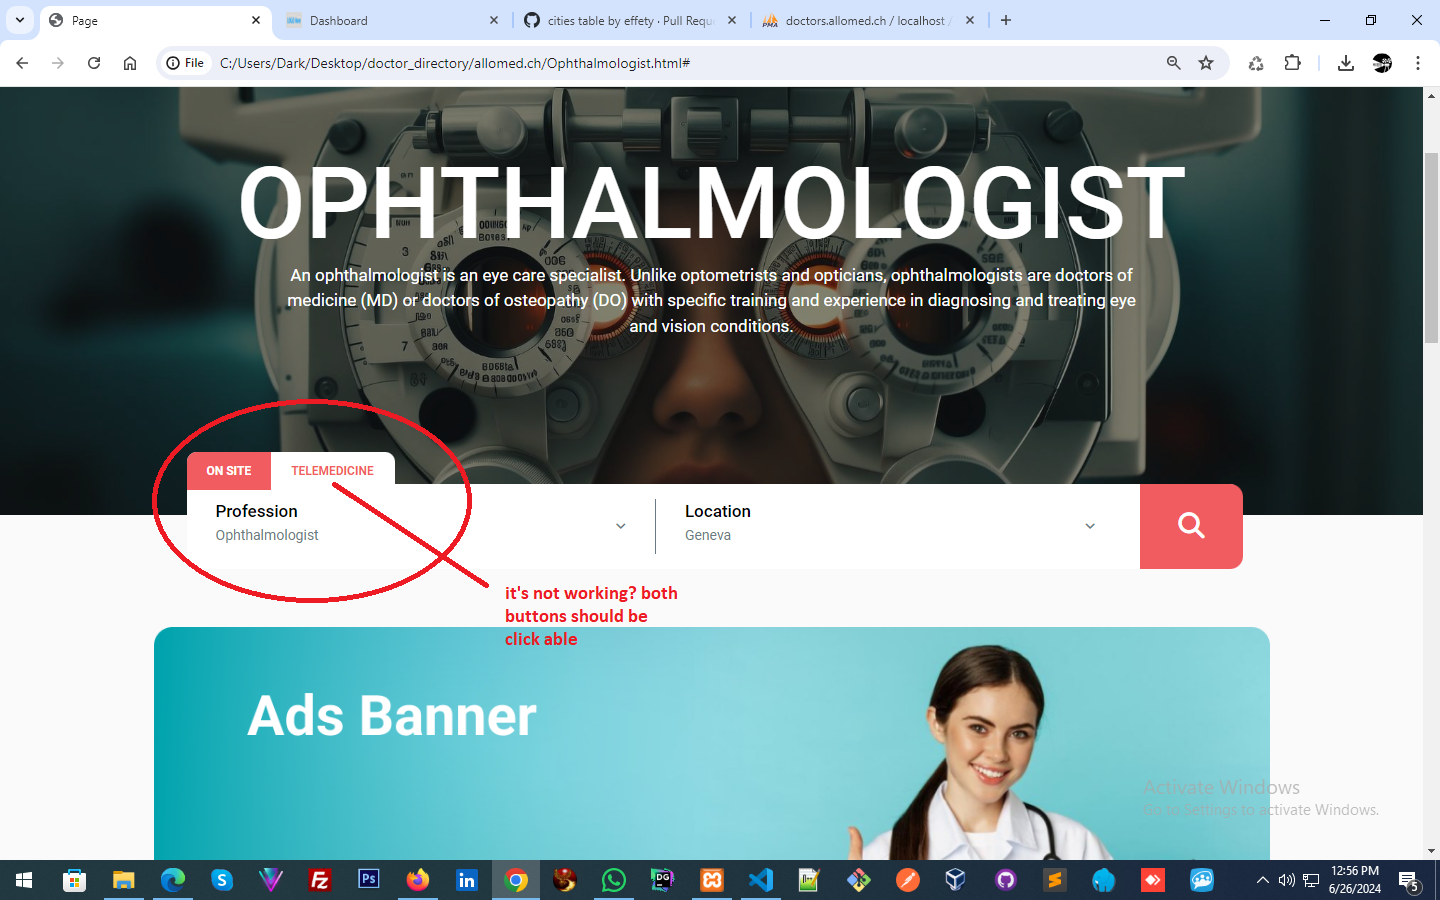 Page
Dashboard
cities table by effety · Pull Requ
doctors.allomed.ch / localhost /
File
C:/Users/Dark/Desktop/doctor_directory/allomed.ch/Ophthalmologist.html#
OPHTHALMOLOGIST
An ophthalmologist is an eye care specialist. Unlike optometrists and opticians, ophthalmologists are doctors of
medicine (MD) or doctors of osteopathy (DO) with specific training and experience in diagnosing and treating eye
and vision conditions.
ON SITE
TELEMEDICINE
Profession
Ophthalmologist
Location
Geneva
it's not working? both
buttons should be
click able
Ads Banner
Activate Windows
Go to Settings to activate Windows.
12:56 PM
6/26/2024
5